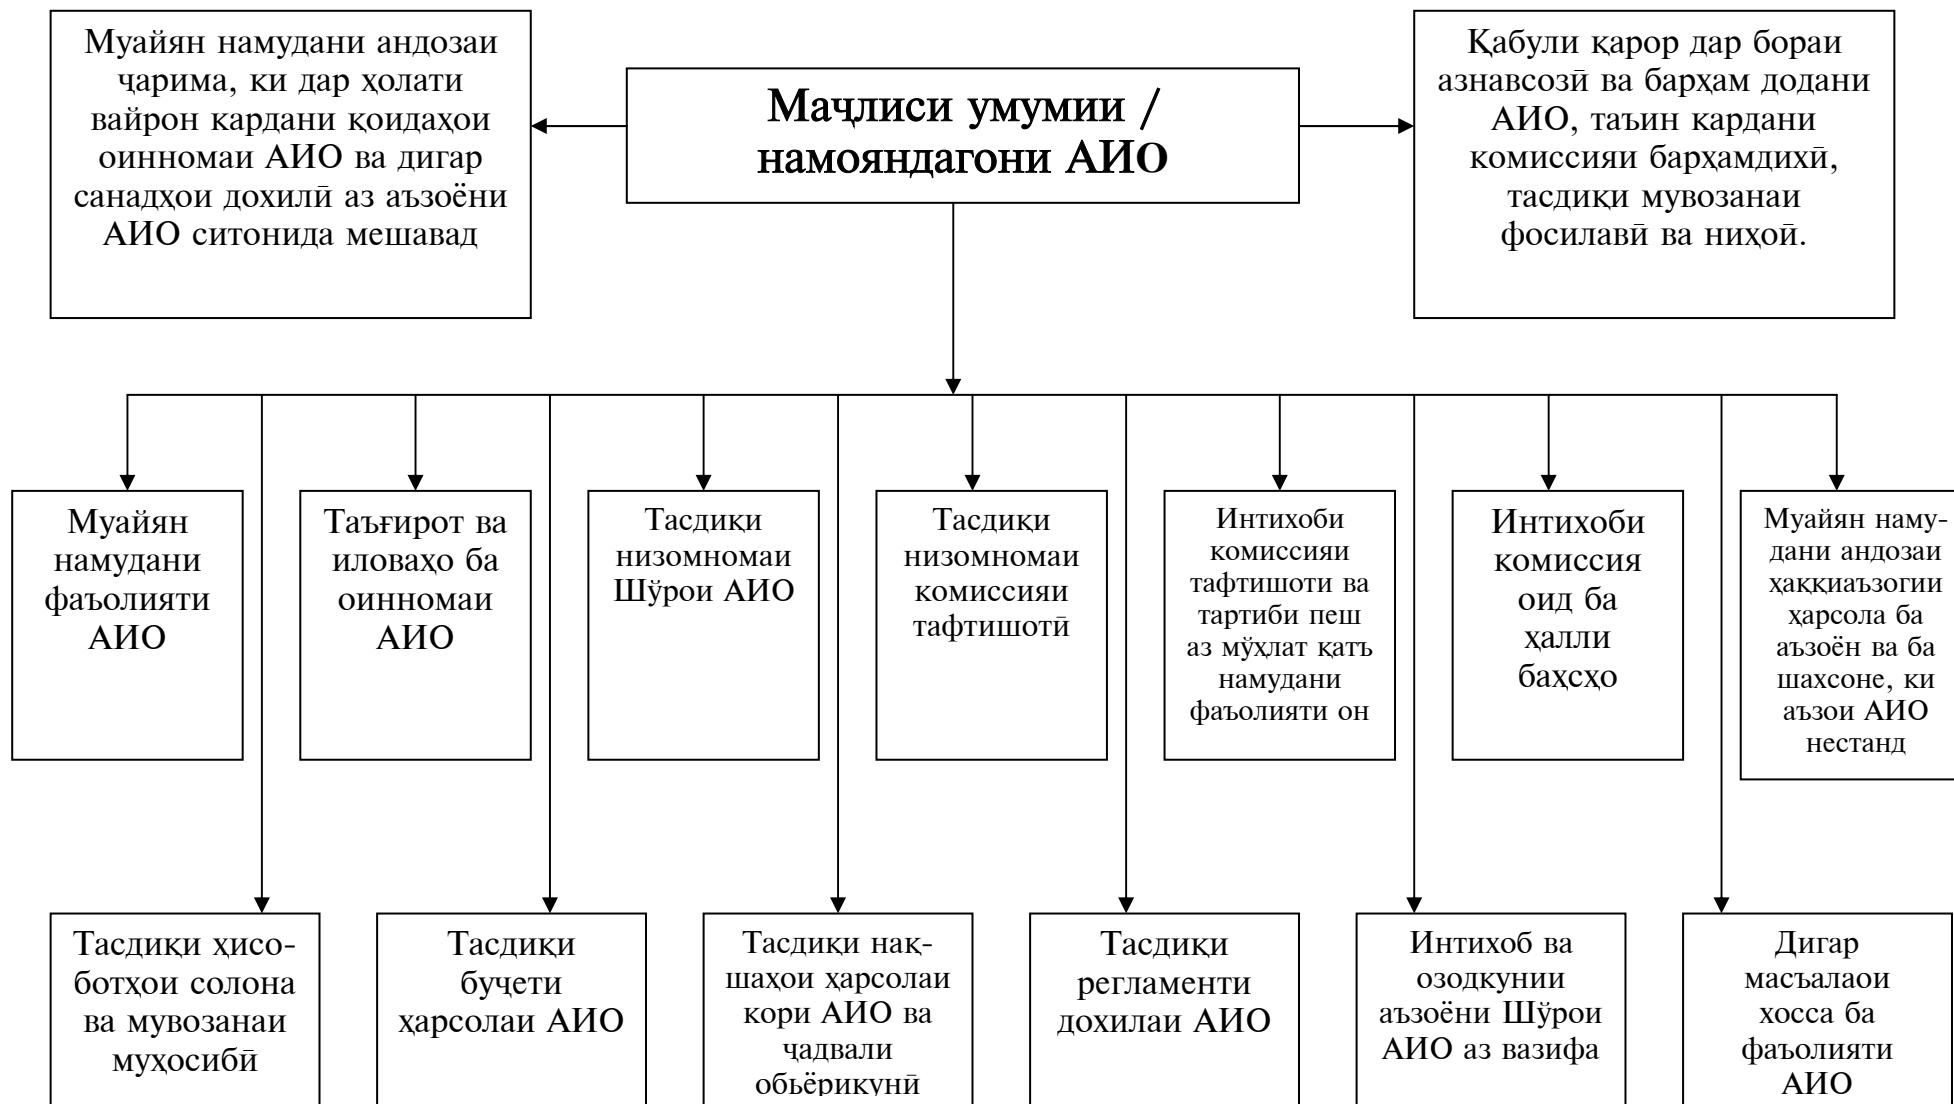 Муайян намудани андозаи
ҷарима, ки дар ҳолати
вайрон кардани қоидаҳои
оинномаи АИО ва дигар
санадҳои дохилӣ аз аъзоёни
АИО ситонида мешавад
Маҷлиси умумии /
намояндагони АИО
Қабули қарор дар бораи
азнавсозӣ ва барҳам додани
АИО, таъин кардани
комиссияи барҳамдиҳӣ,
тасдиқи мувозанаи
фосилавӣ ва ниҳоӣ.
Муайян
намудани
фаъолияти
АИО
Таъғирот ва
иловаҳо ба
оинномаи
АИО
Тасдиқи
низомномаи
Шӯрои АИО
Тасдиқи
низомномаи
комиссияи
тафтишотӣ
Интихоби
комиссияи
тафтишоти ва
тартиби пеш
аз мӯҳлат қатъ
намудани
фаъолияти он
Интихоби
комиссия
оид ба
ҳалли
баҳсҳо
Муайян наму-
дани андозаи
ҳаққиаъзогии
ҳарсола ба
аъзоён ва ба
шахсоне, ки
аъзои АИО
нестанд
Тасдиқи ҳисо-
ботҳои солона
ва мувозанаи
муҳосибӣ
Тасдиқи
буҷети
ҳарсолаи АИО
Тасдиқи нақ-
шаҳои ҳарсолаи
кори АИО ва
ҷадвали
обьёрикунӣ
Тасдиқи
регламенти
дохилаи АИО
Интихоб ва
озодкунии
аъзоёни Шӯрои
АИО аз вазифа
Дигар
масъалаои
хосса ба
фаъолияти
АИО